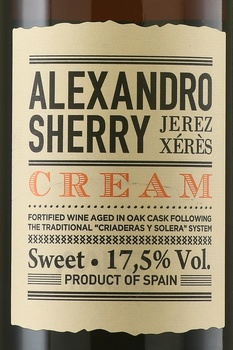 ALEXANDRO
SHERRY JEREZ
XÉRÈS
CREAM
FORTIFIED WINE AGED IN OAK CASK FOLLOWING
THE TRADITIONAL "CRIADERAS Y SOLERA" SYSTEM
Sweet • 17,5% Vol.
PRODUCT OF SPAIN